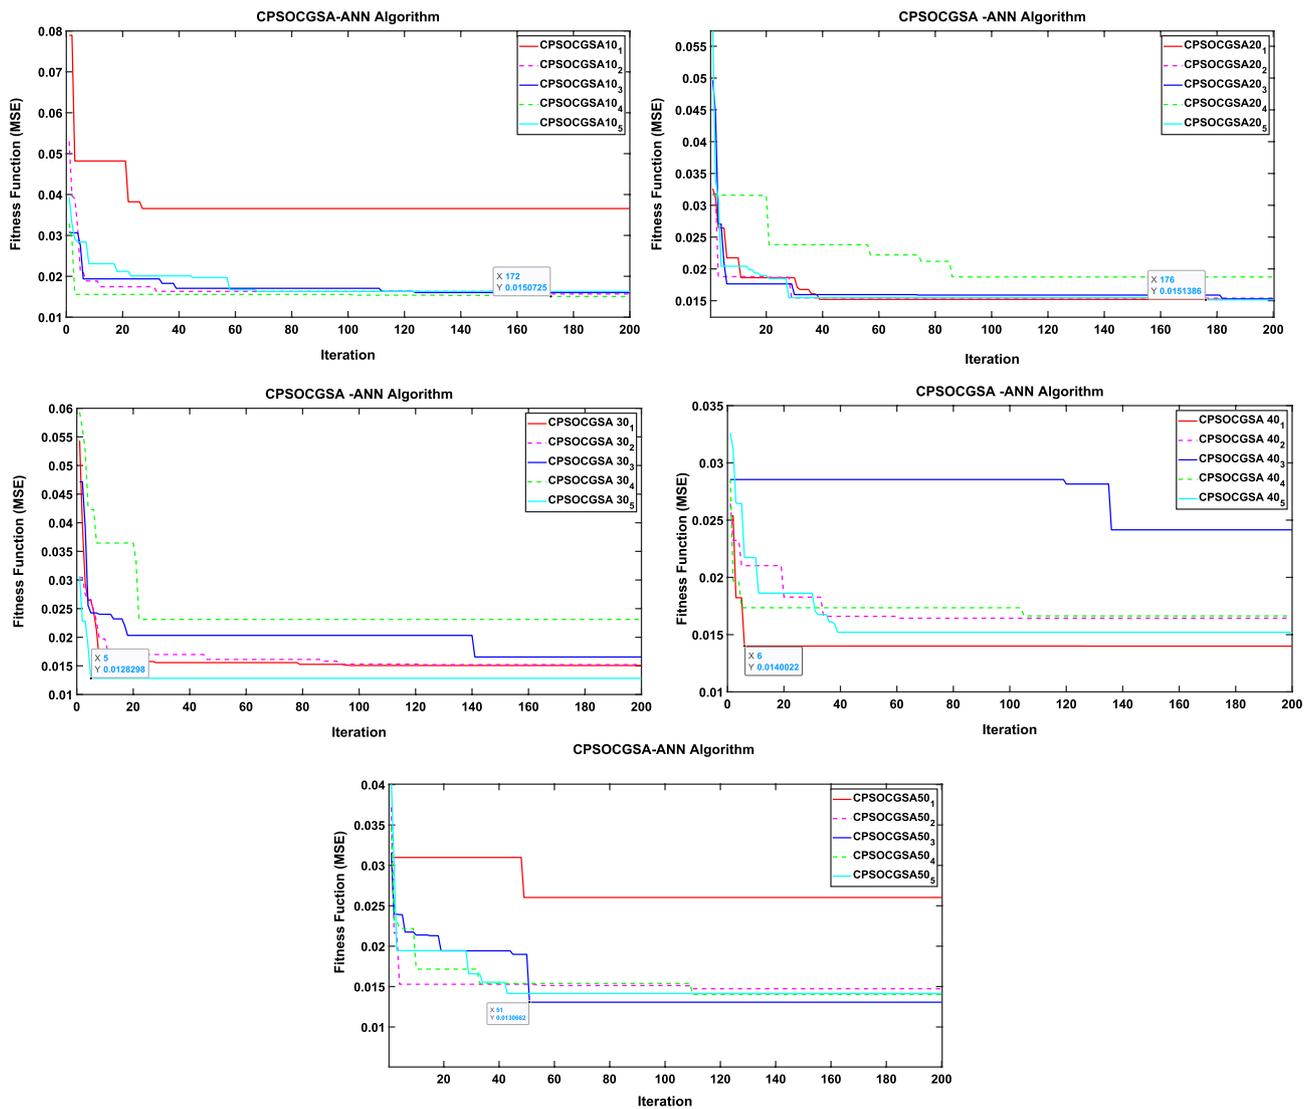 CPSOCGSA-ANN Algorithm
Fitness Function (MSE)
0.08
0.07
0.06
0.05
0.04
0.03
0.02
0.01
CPSOCGSA10 1
CPSOCGSA10 2
CPSOCGSA10 3
CPSOCGSA10 4
CPSOCGSA10 5
X 172
Y 0.0150725
0 20 40 60 80 100 120 140 160 180 200
Iteration
CPSOCGSA -ANN Algorithm
Fitness Function (MSE)
0.055
0.05
0.045
0.04
0.035
0.03
0.025
0.02
0.015
CPSOCGSA20 1
CPSOCGSA20 2
CPSOCGSA20 3
CPSOCGSA20 4
CPSOCGSA20 5
X 176
Y 0.0151386
20 40 60 80 100 120 140 160 180 200
Iteration
CPSOCGSA -ANN Algorithm
Fitness Function (MSE)
0.06
0.055
0.05
0.045
0.04
0.035
0.03
0.025
0.02
0.015
0.01
CPSOCGSA 30 1
CPSOCGSA 30 2
CPSOCGSA 30 3
CPSOCGSA 30 4
CPSOCGSA 30 5
X 5
Y 0.0128298
0 20 40 60 80 100 120 140 160 180 200
Iteration
CPSOCGSA -ANN Algorithm
Fitness Function (MSE)
0.035
0.03
0.025
0.02
0.015
0.01
CPSOCGSA 40 1
CPSOCGSA 40 2
CPSOCGSA 40 3
CPSOCGSA 40 4
CPSOCGSA 40 5
X 6
Y 0.0140022
0 20 40 60 80 100 120 140 160 180 200
Iteration
CPSOCGSA-ANN Algorithm
Fitness Fuction (MSE)
0.04
0.035
0.03
0.025
0.02
0.015
0.01
CPSOCGSA50 1
CPSOCGSA50 2
CPSOCGSA50 3
CPSOCGSA50 4
CPSOCGSA50 5
X 51
Y 0.0130662
20 40 60 80 100 120 140 160 180 200
Iteration